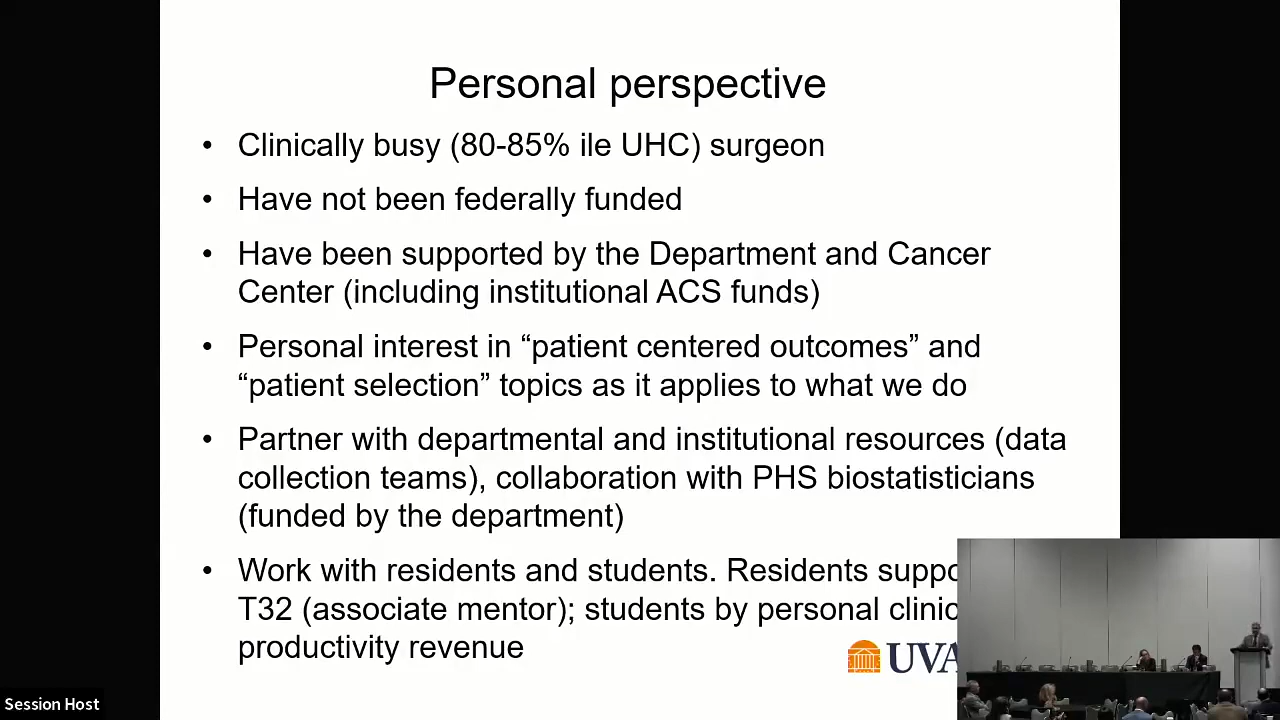 Personal perspective
• Clinically busy (80-85% ile UHC) surgeon
• Have not been federally funded
• Have been supported by the Department and Cancer
Center (including institutional ACS funds)
• Personal interest in “patient centered outcomes” and
“patient selection” topics as it applies to what we do
• Partner with departmental and institutional resources (data
collection teams), collaboration with PHS biostatisticians
(funded by the department)
• Work with residents and students. Residents suppo
T32 (associate mentor); students by personal clinic
productivity revenue
UVA
Session Host